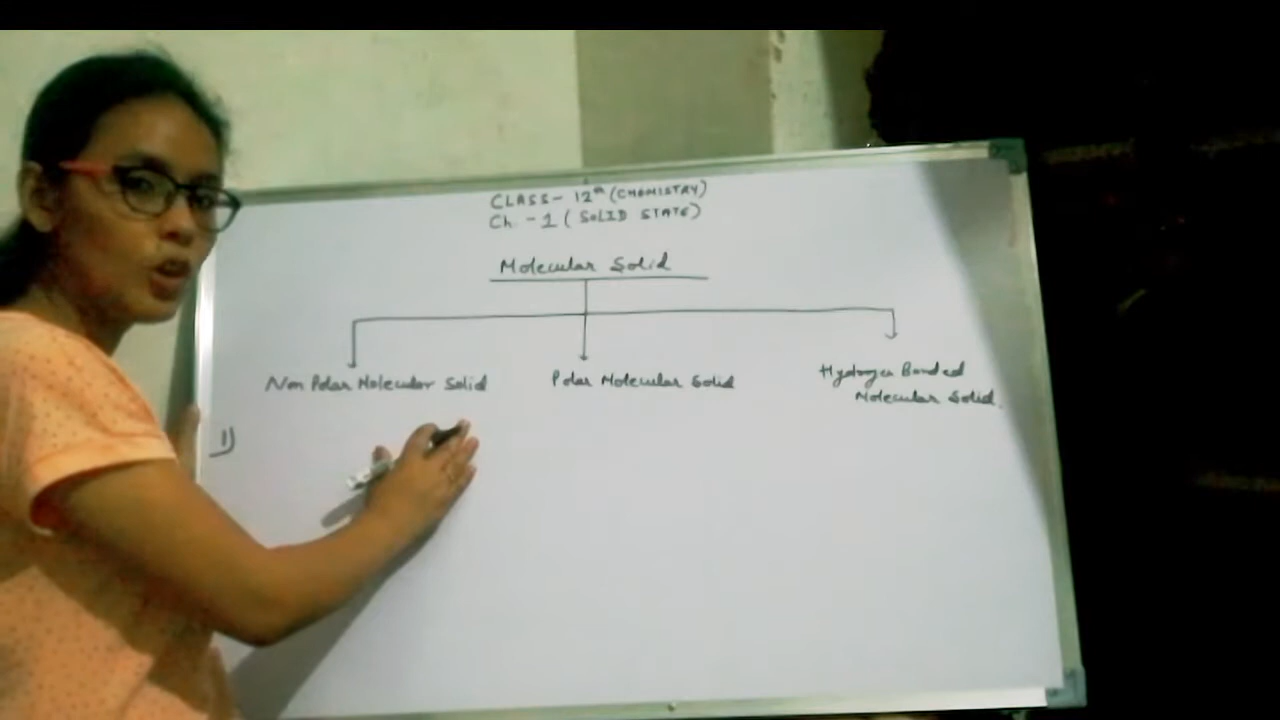 CLASS- 12th (CHEMISTRY)
Ch. - 1 ( SOLID STATE)
Molecular Solid
Non Polar Molecular Solid
Polar Molecular Solid
Hydrogen Bonded
Molecular Solid.
1)